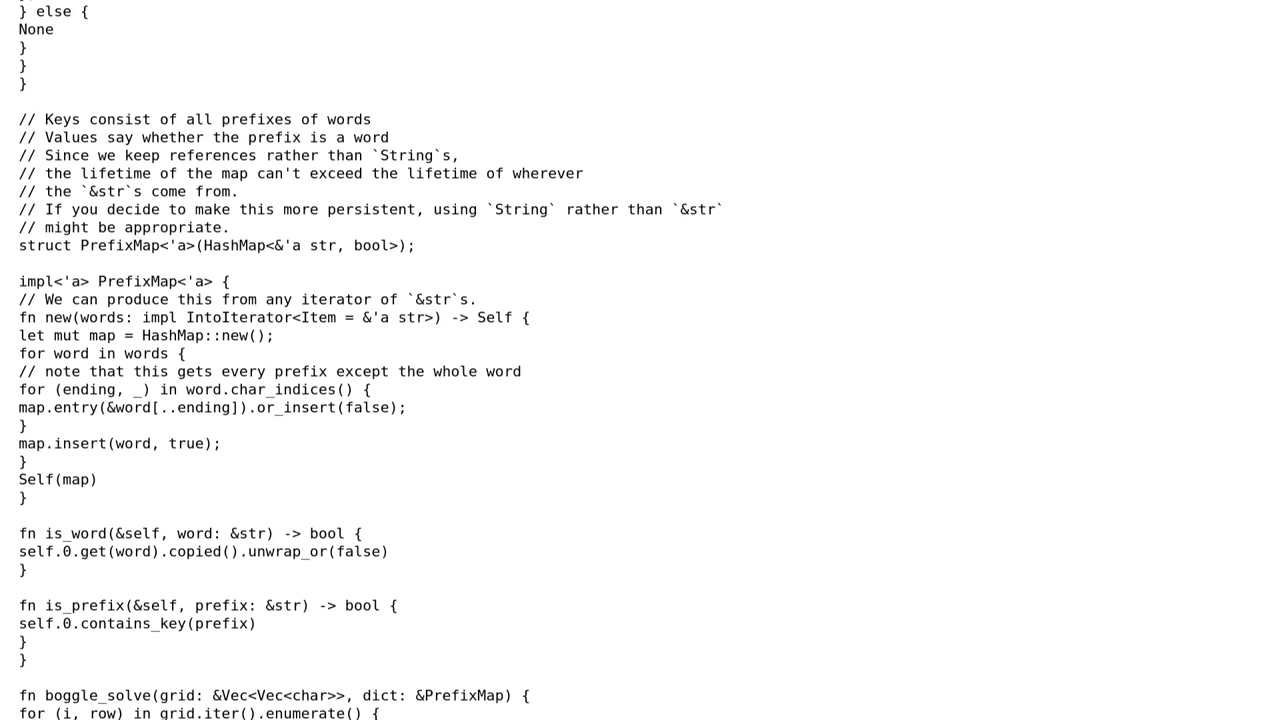 } else {
None
}
}
}

// Keys consist of all prefixes of words
// Values say whether the prefix is a word
// Since we keep references rather than `String`s,
// the lifetime of the map can't exceed the lifetime of wherever
// the `&str`s come from.
// If you decide to make this more persistent, using `String` rather than `&str`
// might be appropriate.
struct PrefixMap<'a>(HashMap<&'a str, bool>);

impl<'a> PrefixMap<'a> {
// We can produce this from any iterator of `&str`s.
fn new(words: impl IntoIterator<Item = &'a str>) -> Self {
let mut map = HashMap::new();
for word in words {
// note that this gets every prefix except the whole word
for (ending, _) in word.char_indices() {
map.entry(&word[..ending]).or_insert(false);
}
map.insert(word, true);
}
Self(map)
}

fn is_word(&self, word: &str) -> bool {
self.0.get(word).copied().unwrap_or(false)
}

fn is_prefix(&self, prefix: &str) -> bool {
self.0.contains_key(prefix)
}
}

fn boggle_solve(grid: &Vec<Vec<char>>, dict: &PrefixMap) {
for (i, row) in grid.iter().enumerate() {